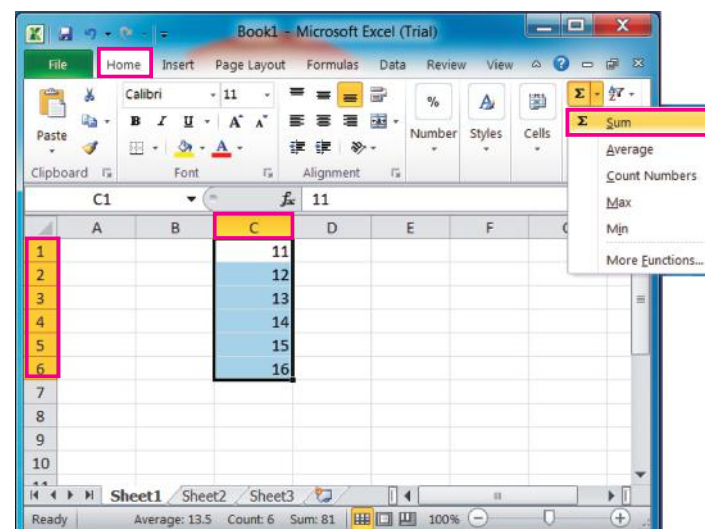 Book1 - Microsoft Excel (Trial)
File Home Insert Page Layout Formulas Data Review View
Calibri 11 % Σ
Paste B I U A A Number Styles Cells Σ Sum
A Average
Clipboard Font Alignment Count Numbers
C1 fx 11 Max
A B C D E F Min
1 11 More Functions...
2 12
3 13
4 14
5 15
6 16
7
8
9
10
Sheet1 Sheet2 Sheet3
Ready Average: 13.5 Count: 6 Sum: 81 100%